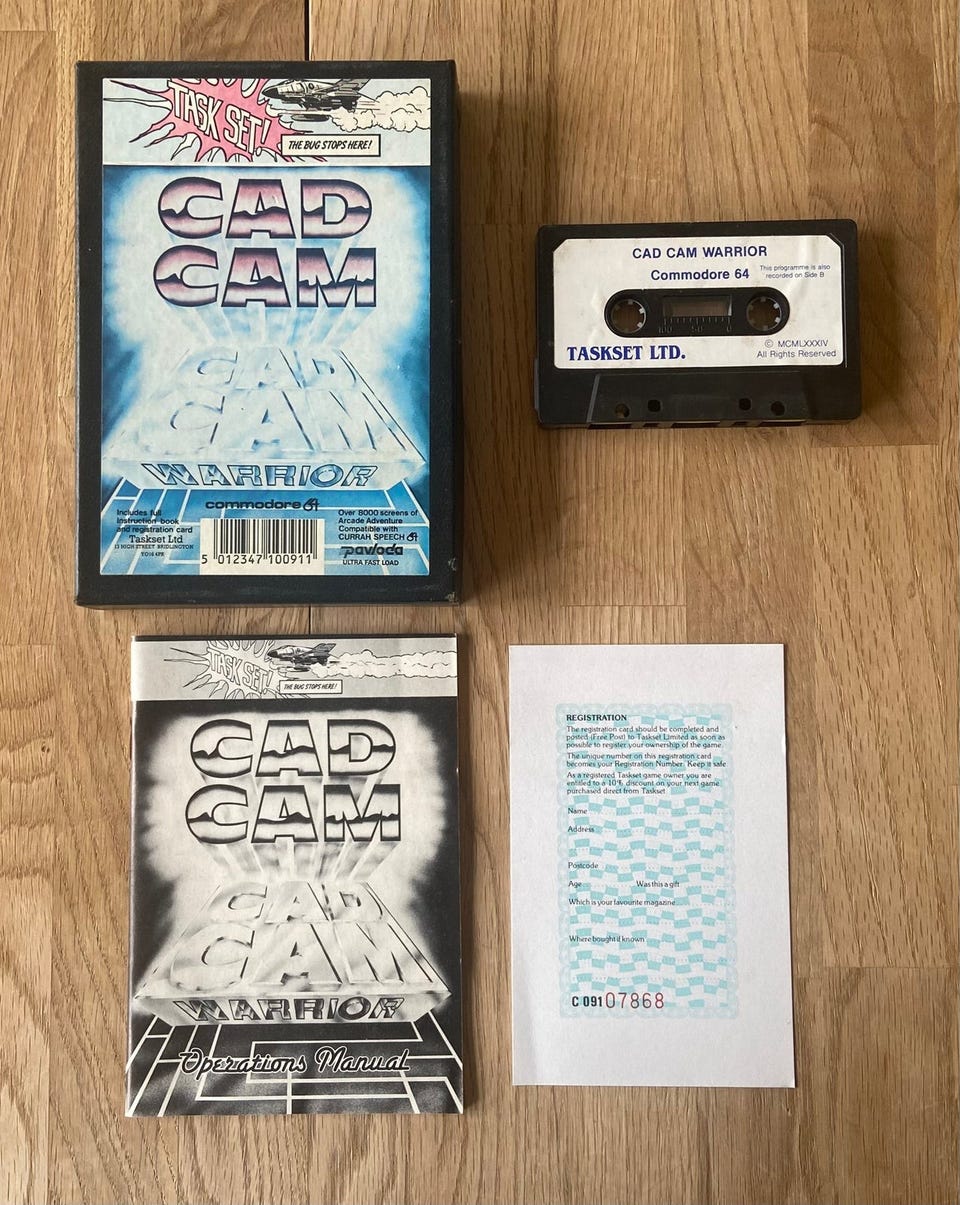 TASK SET!
THE BUG STOPS HERE!
CAD
CAM
CAD
CAM
WARRIOR
commodore 64
Includes full
Instruction book
and registration card
Taskset Ltd
13 HIGH STREET BRIDLINGTON
YO16 4PR
5 012347 100911
Over 8000 screens of
Arcade Adventure
Compatible with
CURRAH SPEECH 64
pavloda
ULTRA FAST LOAD
CAD CAM WARRIOR
Commodore 64
This programme is also
recorded on Side B
100 50 0
TASKSET LTD.
© MCMLXXXIV
All Rights Reserved
TASK SET!
THE BUG STOPS HERE!
CAD
CAM
CAD
CAM
WARRIOR
Operations Manual
REGISTRATION
The registration card should be completed and
posted (Free Post) to Taskset Limited as soon as
possible to register your ownership of the game.
The unique number on this registration card
becomes your Registration Number. Keep it safe
As a registered Taskset game owner you are
entitled to a 10% discount on your next game
purchased direct from Taskset
Name
Address
Postcode
Age Was this a gift
Which is your favourite magazine
Where bought if known
C 091 07868